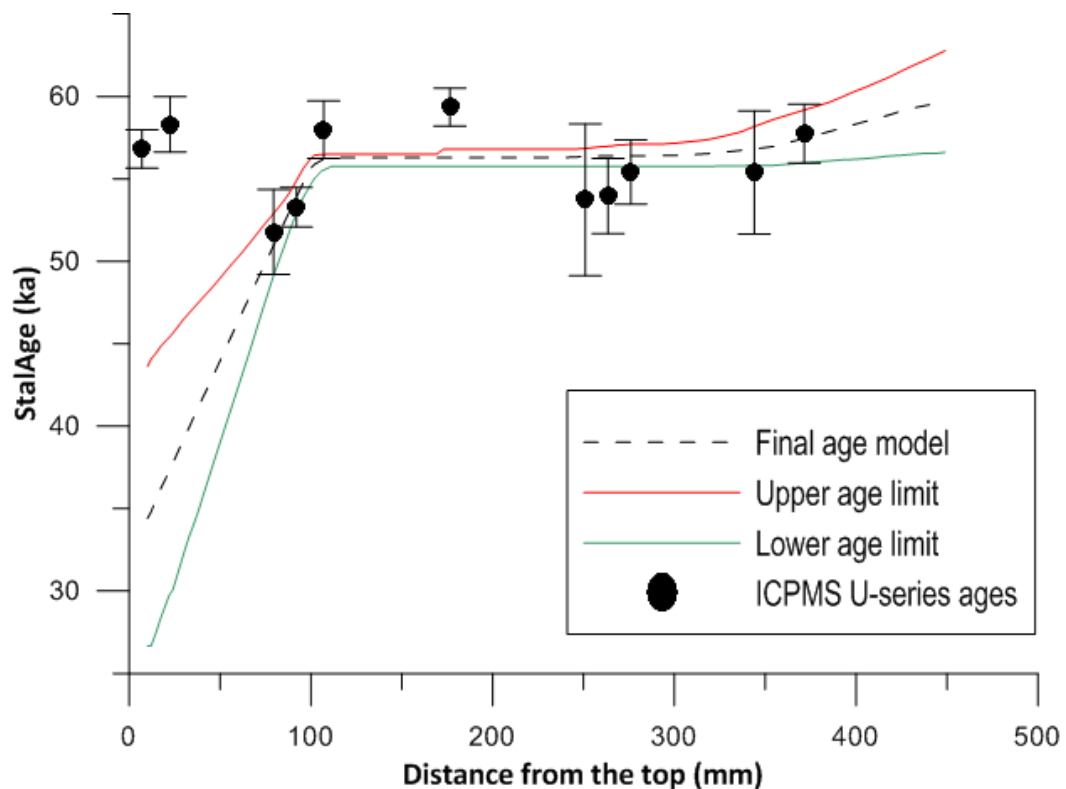 StalAge (ka)
60
50
40
30
0
100
200
300
400
500
Distance from the top (mm)
Final age model
Upper age limit
Lower age limit
ICPMS U-series ages